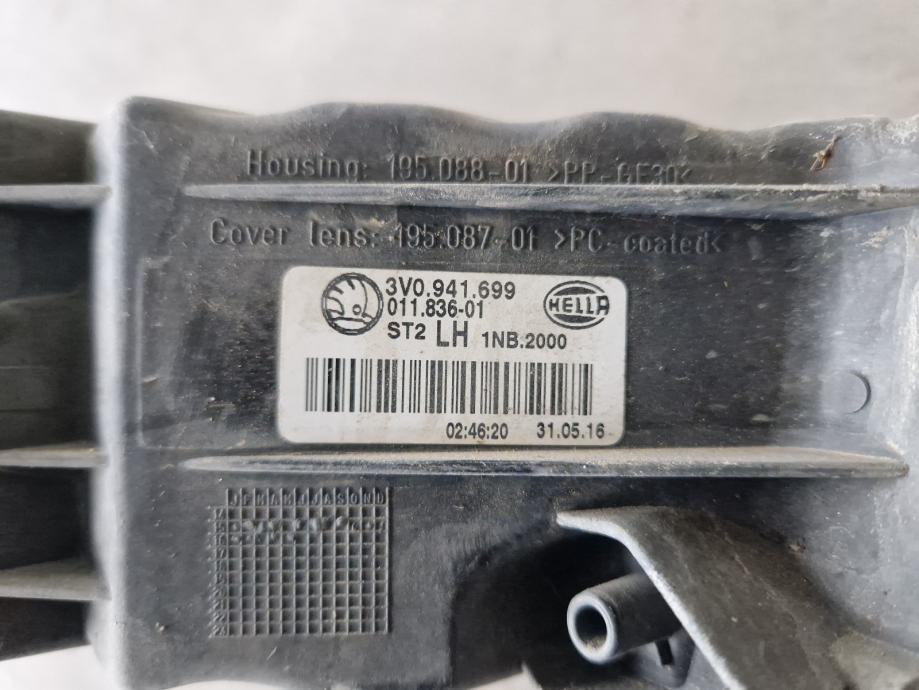 Housing: 195.088-01 >PP-GF30<
Cover lens: 195.087-01 >PC-coated<
3V0.941.699
011.836-01
HELLA
ST2 LH 1NB.2000
02:46:20 31.05.16